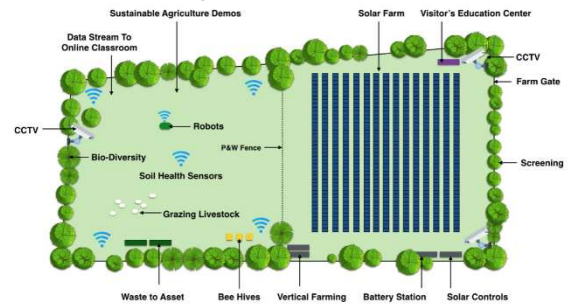 Sustainable Agriculture Demos
Solar Farm
Visitor's Education Center
Data Stream To
Online Classroom
CCTV
Farm Gate
CCTV
Robots
P&W Fence
Bio-Diversity
Soil Health Sensors
Screening
Grazing Livestock
Waste to Asset
Bee Hives
Vertical Farming
Battery Station
Solar Controls